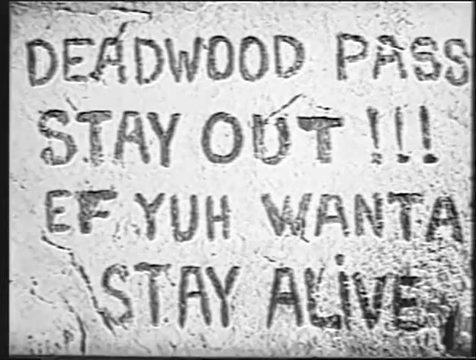 DEADWOOD PASS
STAY OUT !!!
EF YUH WANTA
STAY ALiVE